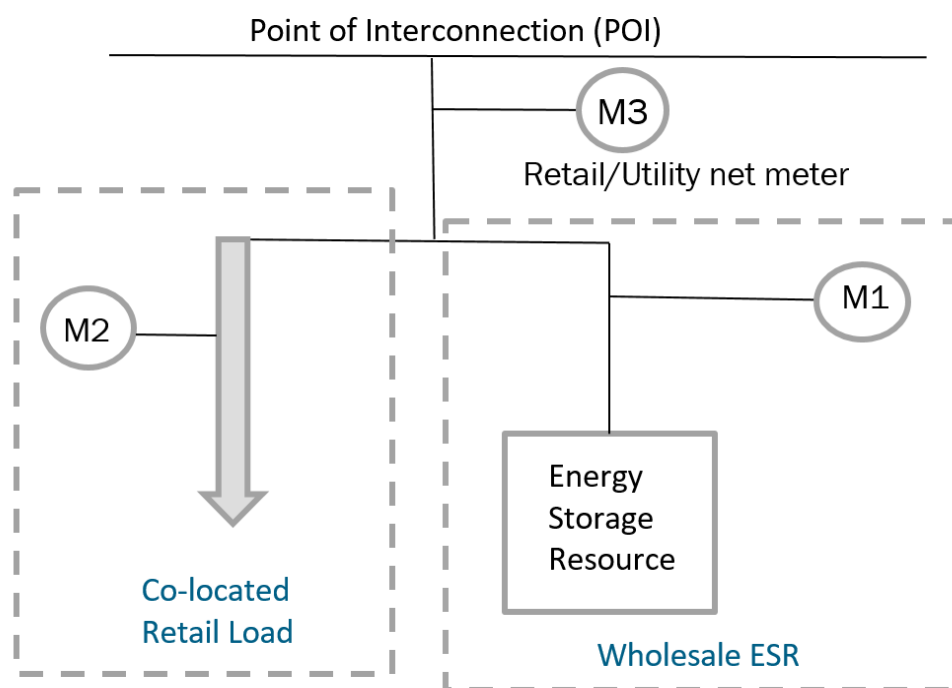 Point of Interconnection (POI)
M3
Retail/Utility net meter
M2
M1
Energy
Storage
Resource
Co-located
Retail Load
Wholesale ESR